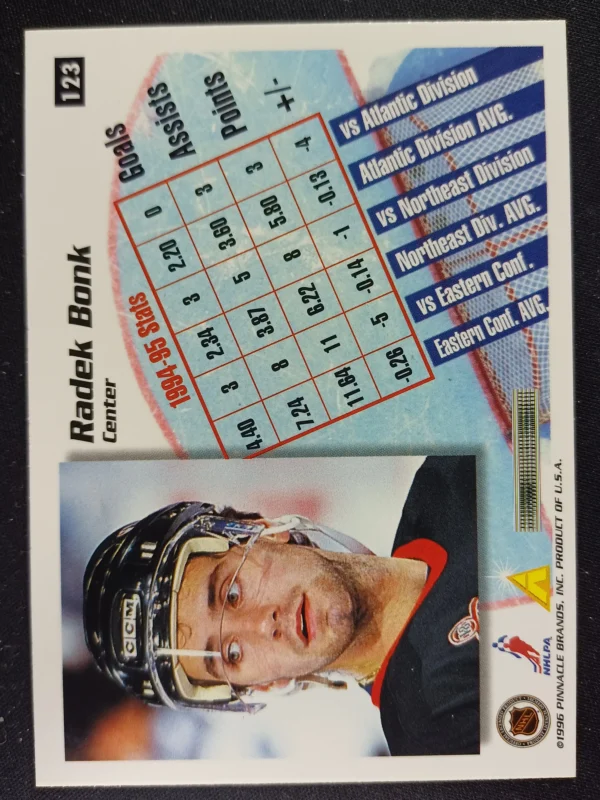 123
Radek Bonk
Center
1994-95 Stats
4.40 3 2.34 3 2.20 0 Goals
7.24 8 3.87 5 3.60 3 Assists
11.64 11 6.22 8 5.80 3 Points
-0.26 -5 -0.14 -1 -0.13 -4 +/-
vs Atlantic Division
Atlantic Division AVG.
vs Northeast Division
Northeast Div. AVG.
vs Eastern Conf.
Eastern Conf. AVG.
CCM
NHLPA
NHL
©1996 PINNACLE BRANDS, INC. PRODUCT OF U.S.A.